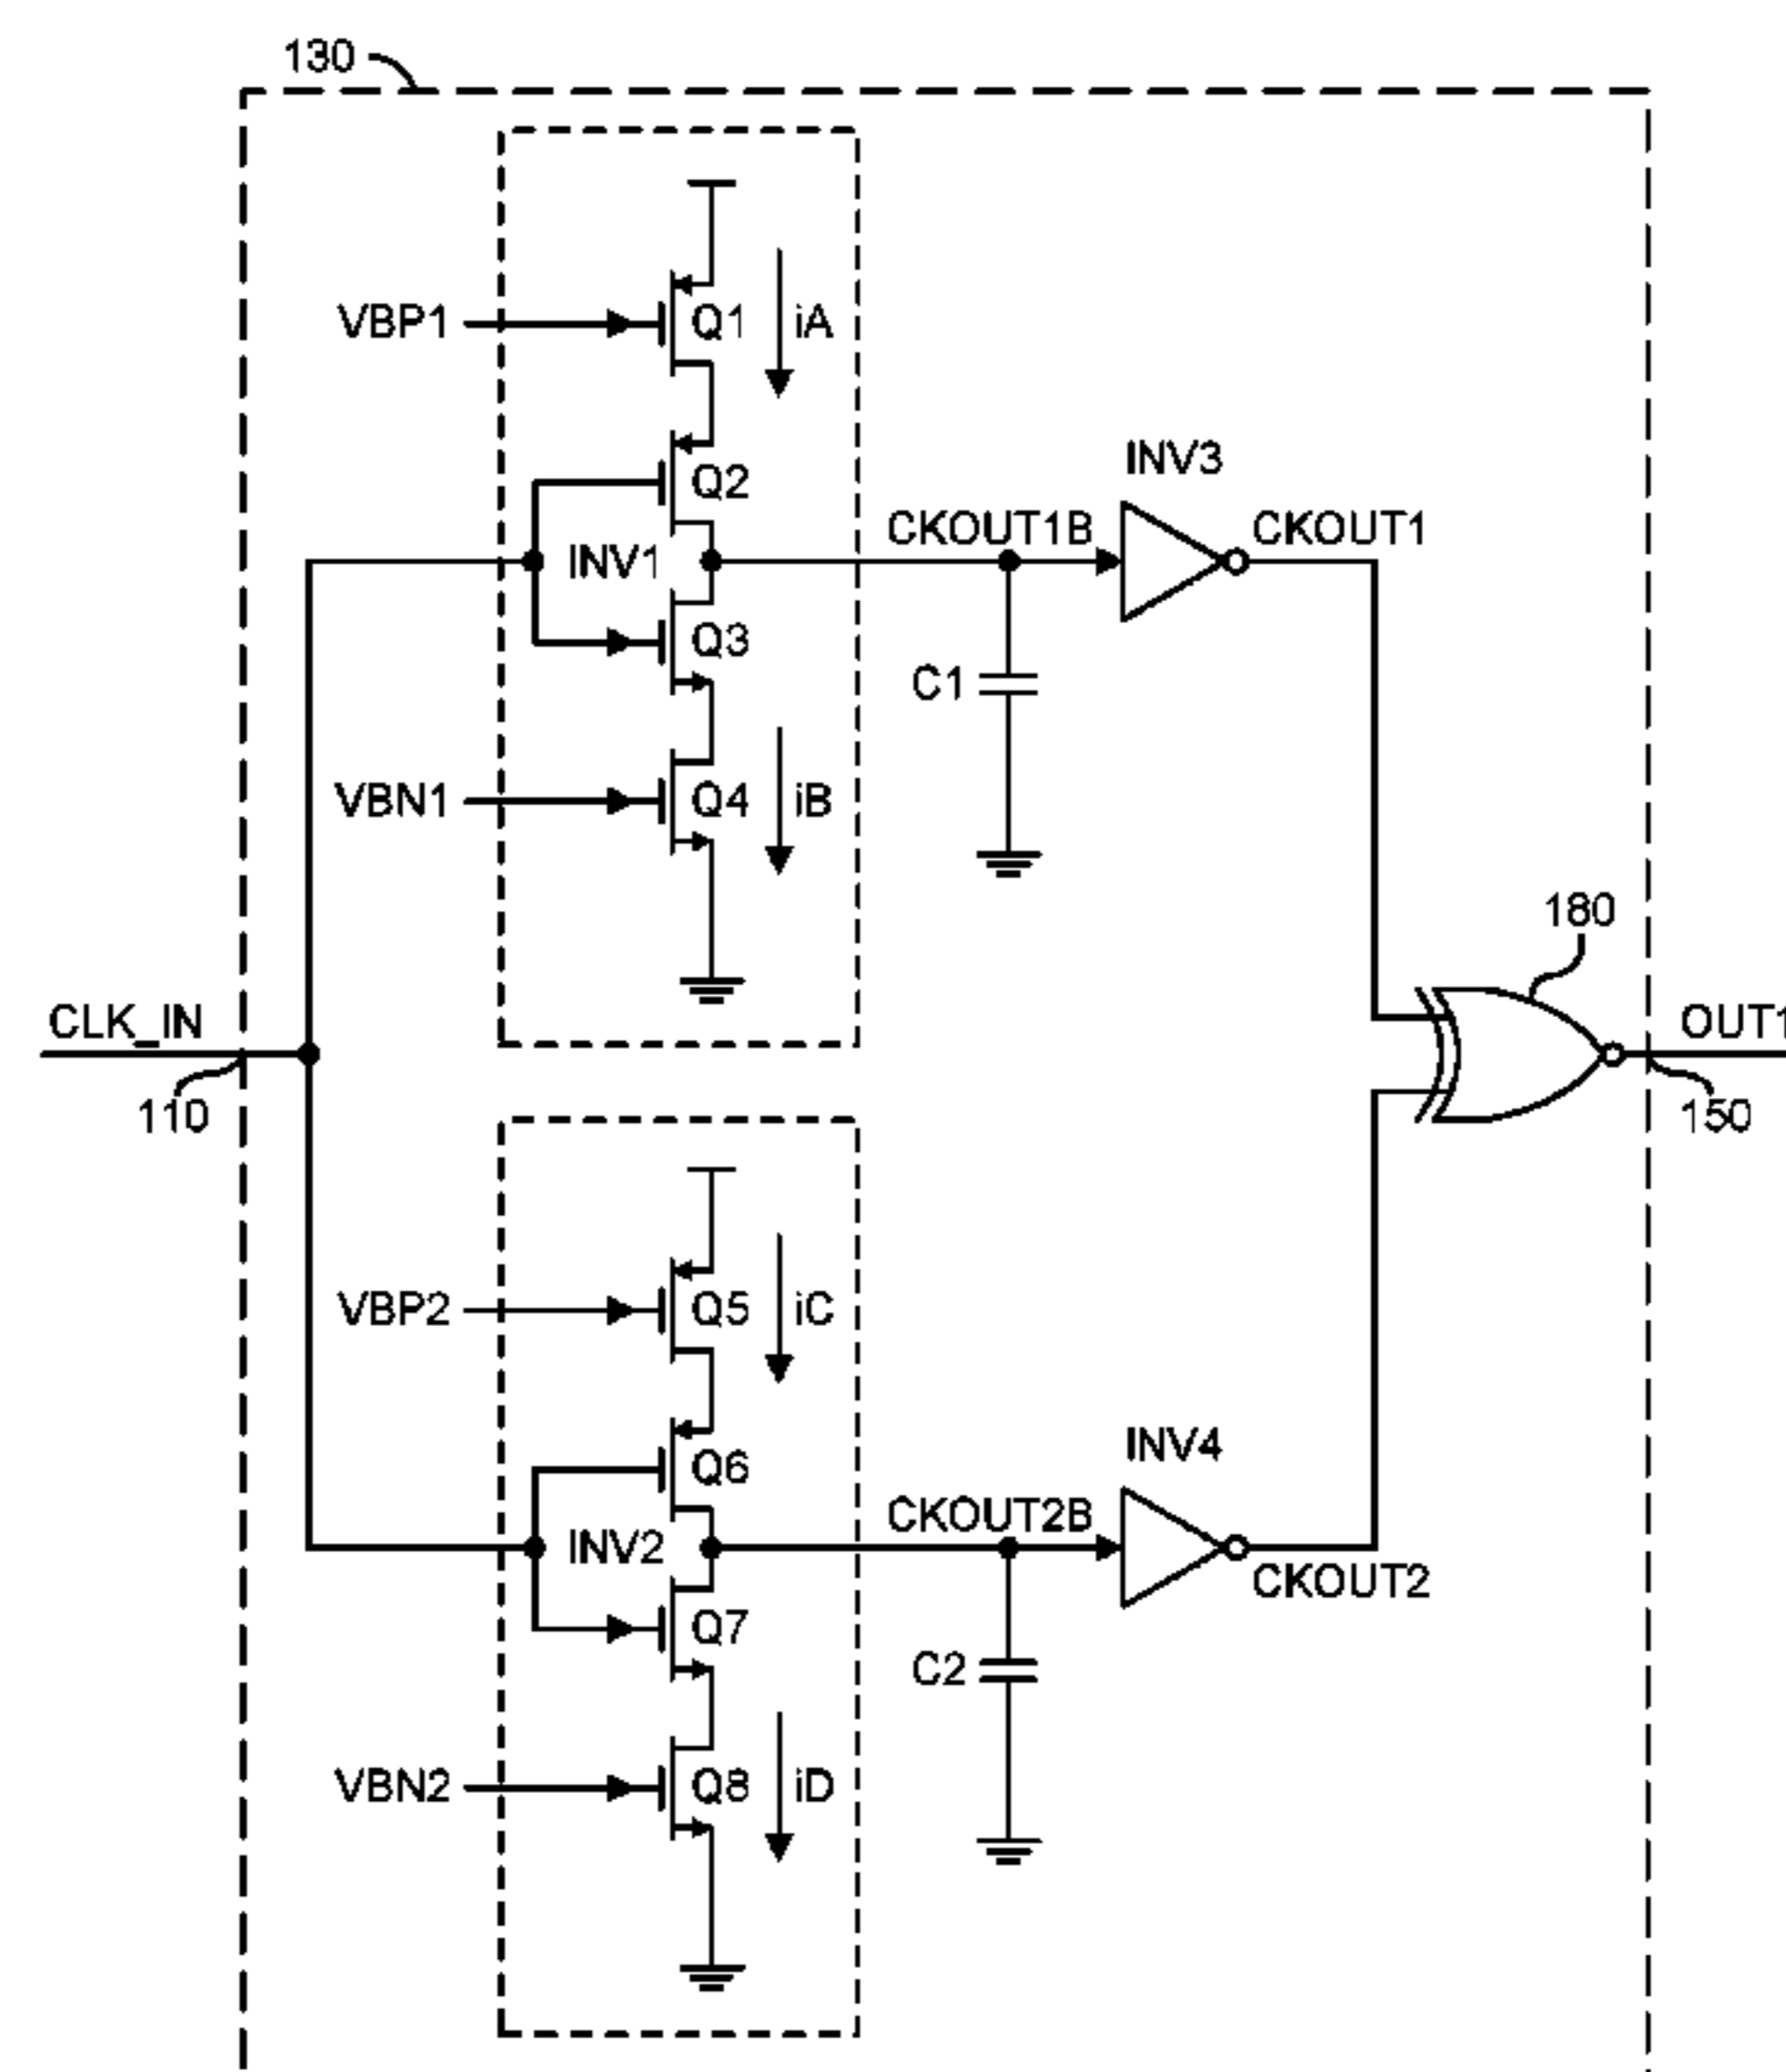 130
VBP1
Q1
iA
Q2
INV1
Q3
VBN1
Q4
iB
CKOUT1B
INV3
CKOUT1
C1
180
CLK_IN
110
OUT1
150
VBP2
Q5
iC
Q6
INV2
Q7
VBN2
Q8
iD
CKOUT2B
INV4
CKOUT2
C2